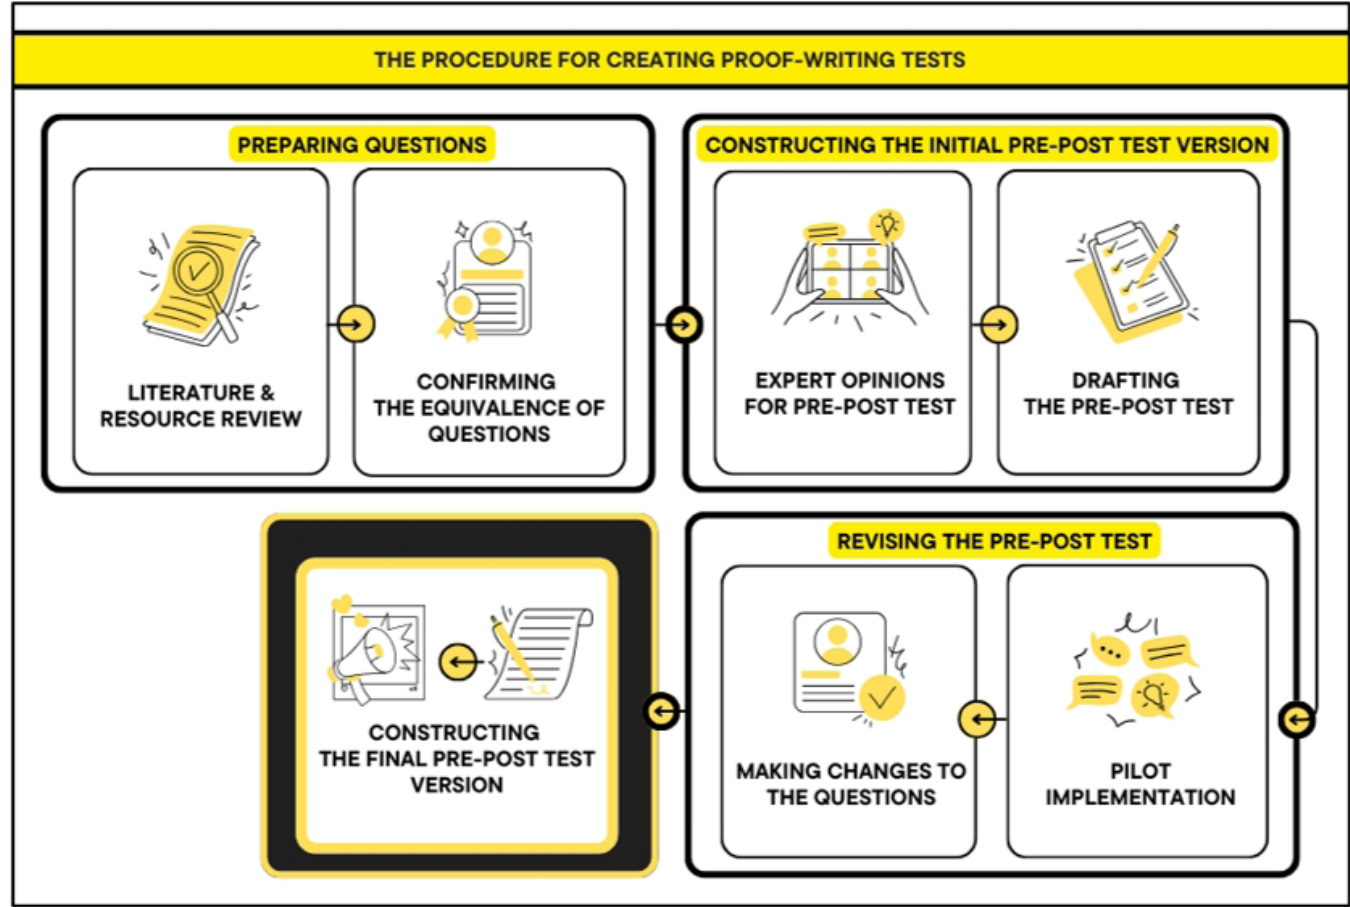 THE PROCEDURE FOR CREATING PROOF-WRITING TESTS
PREPARING QUESTIONS
LITERATURE &
RESOURCE REVIEW
CONFIRMING
THE EQUIVALENCE OF
QUESTIONS
CONSTRUCTING THE INITIAL PRE-POST TEST VERSION
EXPERT OPINIONS
FOR PRE-POST TEST
DRAFTING
THE PRE-POST TEST
REVISING THE PRE-POST TEST
PILOT
IMPLEMENTATION
MAKING CHANGES TO
THE QUESTIONS
CONSTRUCTING
THE FINAL PRE-POST TEST
VERSION